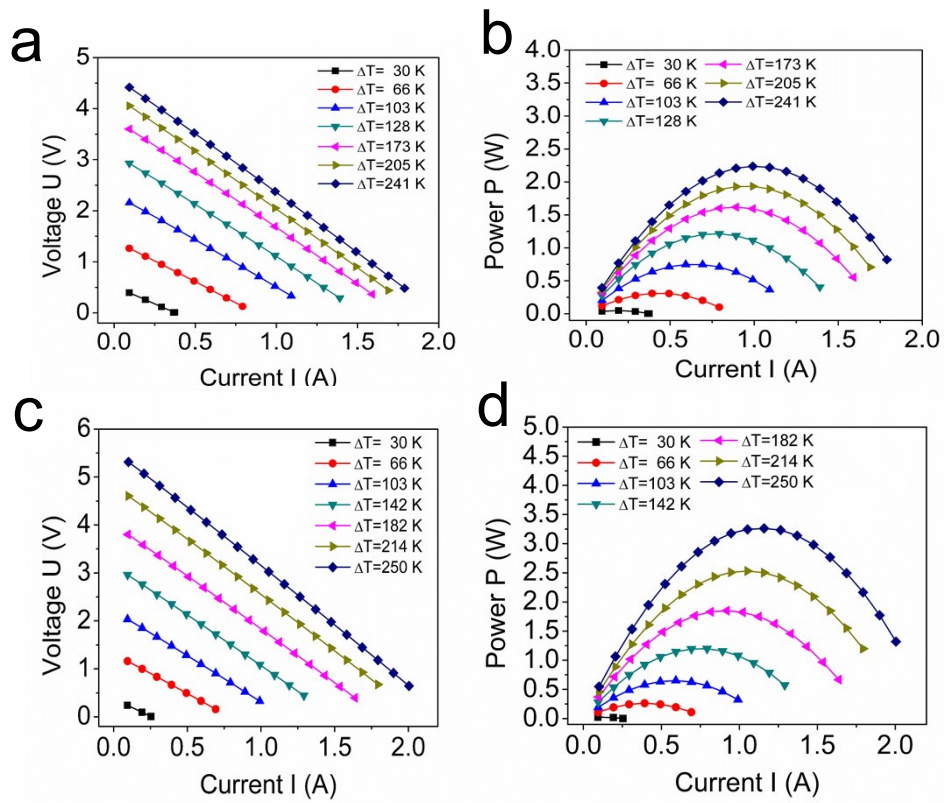 a
5
4
3
2
1
0
Voltage U (V)
ΔT= 30 K
ΔT= 66 K
ΔT=103 K
ΔT=128 K
ΔT=173 K
ΔT=205 K
ΔT=241 K
0.0 0.5 1.0 1.5 2.0
Current I (A)
b
4.0
3.5
3.0
2.5
2.0
1.5
1.0
0.5
0.0
Power P (W)
ΔT= 30 K ΔT=173 K
ΔT= 66 K ΔT=205 K
ΔT=103 K ΔT=241 K
ΔT=128 K
0.0 0.5 1.0 1.5 2.0
Current I (A)
c
6
5
4
3
2
1
0
Voltage U (V)
ΔT= 30 K
ΔT= 66 K
ΔT=103 K
ΔT=142 K
ΔT=182 K
ΔT=214 K
ΔT=250 K
0.0 0.5 1.0 1.5 2.0
Current I (A)
d
5.0
4.5
4.0
3.5
3.0
2.5
2.0
1.5
1.0
0.5
0.0
Power P (W)
ΔT= 30 K ΔT=182 K
ΔT= 66 K ΔT=214 K
ΔT=103 K ΔT=250 K
ΔT=142 K
0.0 0.5 1.0 1.5 2.0
Current I (A)